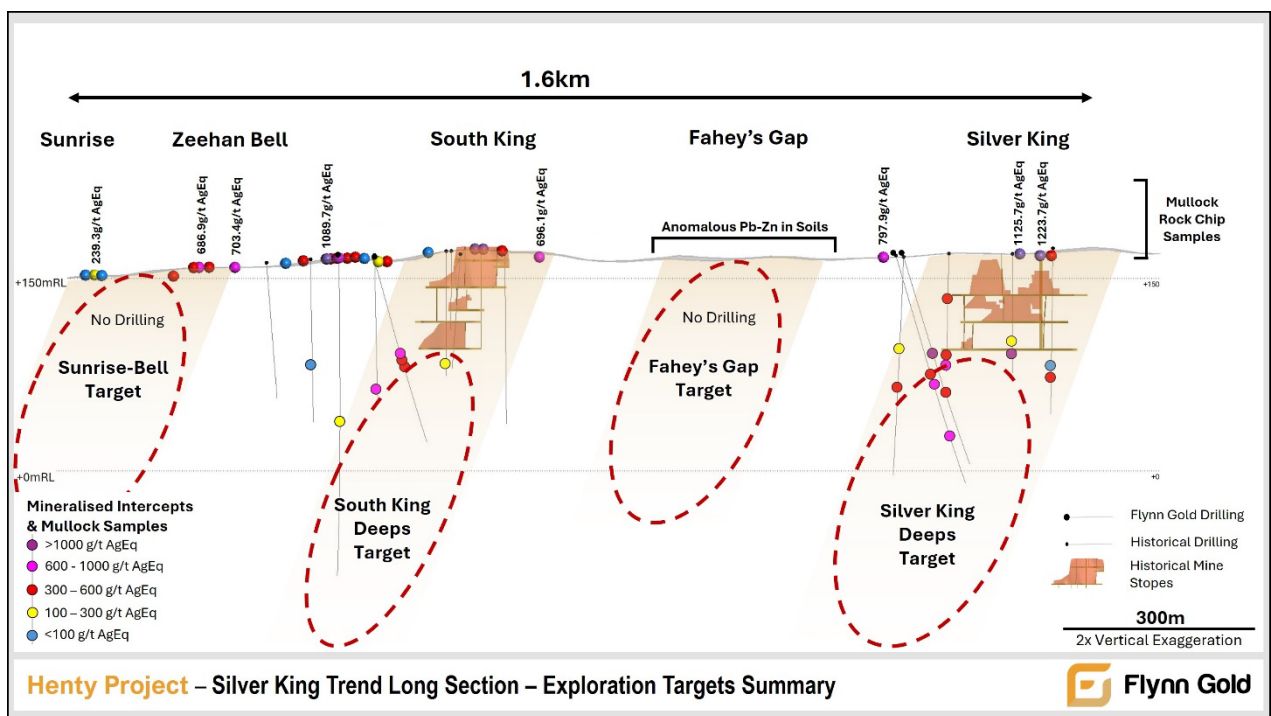 1.6km
Sunrise
Zeehan Bell
South King
Fahey's Gap
Silver King
239.3g/t AgEq
686.9g/t AgEq
703.4g/t AgEq
1089.7g/t AgEq
696.1g/t AgEq
797.9g/t AgEq
1125.7g/t AgEq
1223.7g/t AgEq
Mullock
Rock Chip
Samples
Anomalous Pb-Zn in Soils
+150mRL
+150
No Drilling
Sunrise-Bell
Target
No Drilling
Fahey's Gap
Target
+0mRL
+0
South King
Deeps
Target
Silver King
Deeps
Target
Mineralised Intercepts
& Mullock Samples
>1000 g/t AgEq
600 - 1000 g/t AgEq
300 – 600 g/t AgEq
100 – 300 g/t AgEq
<100 g/t AgEq
Flynn Gold Drilling
Historical Drilling
Historical Mine
Stopes
300m
2x Vertical Exaggeration
Henty Project – Silver King Trend Long Section – Exploration Targets Summary
Flynn Gold